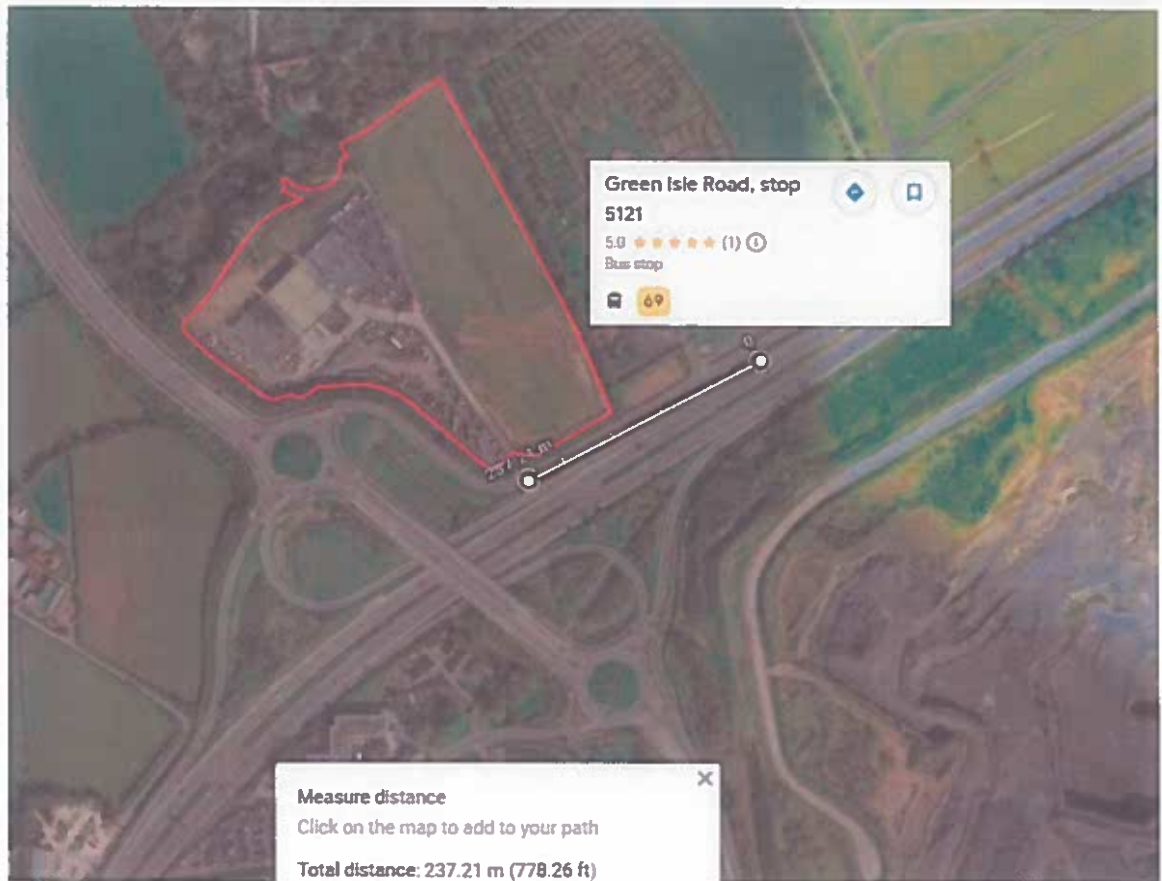 Green Isle Road, stop
5121
5.0 (1)
Bus stop
69
0
Measure distance
Click on the map to add to your path
Total distance: 237.21 m (778.26 ft)